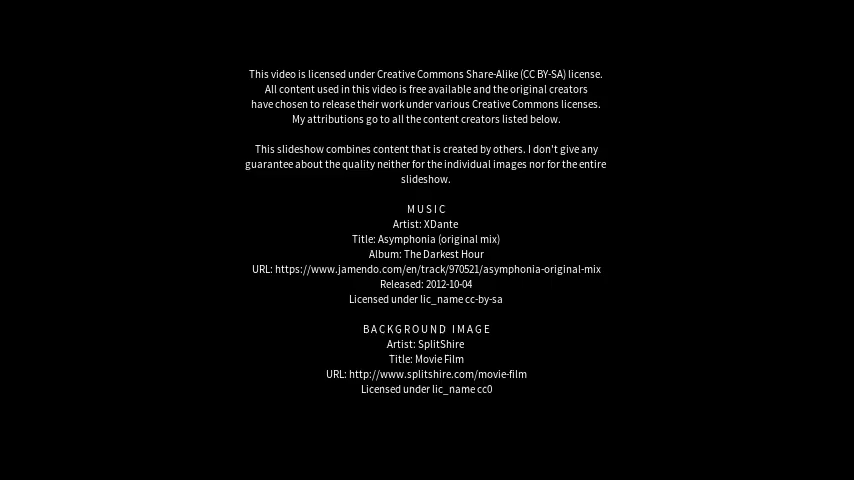 This video is licensed under Creative Commons Share-Alike (CC BY-SA) license.
All content used in this video is free available and the original creators
have chosen to release their work under various Creative Commons licenses.
My attributions go to all the content creators listed below.
This slideshow combines content that is created by others. I don't give any
guarantee about the quality neither for the individual images nor for the entire
slideshow.
MUSIC
Artist: XDante
Title: Asymphonia (original mix)
Album: The Darkest Hour
URL: https://www.jamendo.com/en/track/970521/asymphonia-original-mix
Released: 2012-10-04
Licensed under lic_name cc-by-sa
BACKGROUND IMAGE
Artist: SplitShire
Title: Movie Film
URL: http://www.splitshire.com/movie-film
Licensed under lic_name cc0